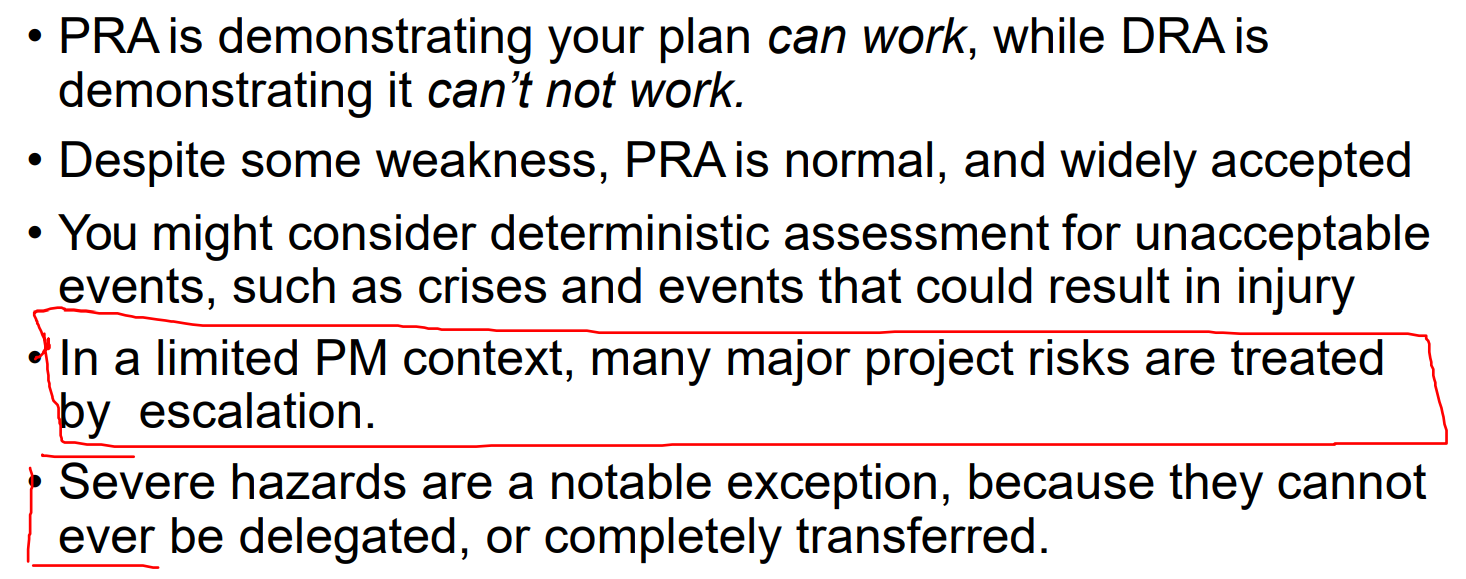 • PRA is demonstrating your plan can work, while DRA is
demonstrating it can’t not work.
• Despite some weakness, PRA is normal, and widely accepted
• You might consider deterministic assessment for unacceptable
events, such as crises and events that could result in injury
• In a limited PM context, many major project risks are treated
by  escalation.
• Severe hazards are a notable exception, because they cannot
ever be delegated, or completely transferred.